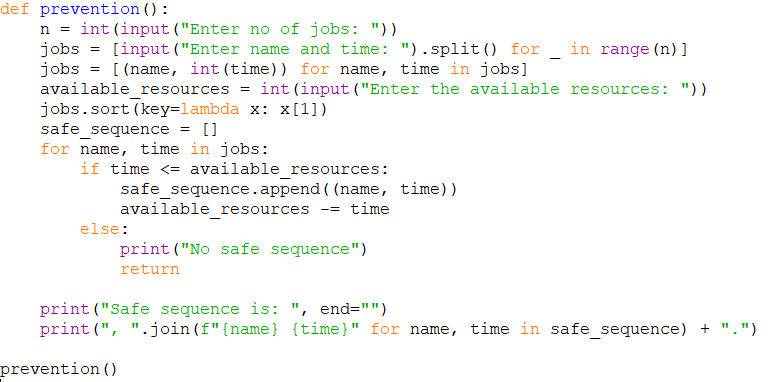 def prevention():
    n = int(input("Enter no of jobs: "))
    jobs = [input("Enter name and time: ").split() for _ in range(n)]
    jobs = [(name, int(time)) for name, time in jobs]
    available_resources = int(input("Enter the available resources: "))
    jobs.sort(key=lambda x: x[1])
    safe_sequence = []
    for name, time in jobs:
        if time <= available_resources:
            safe_sequence.append((name, time))
            available_resources -= time
        else:
            print("No safe sequence")
            return

    print("Safe sequence is: ", end="")
    print(", ".join(f"{name} {time}" for name, time in safe_sequence) + ".")

prevention()